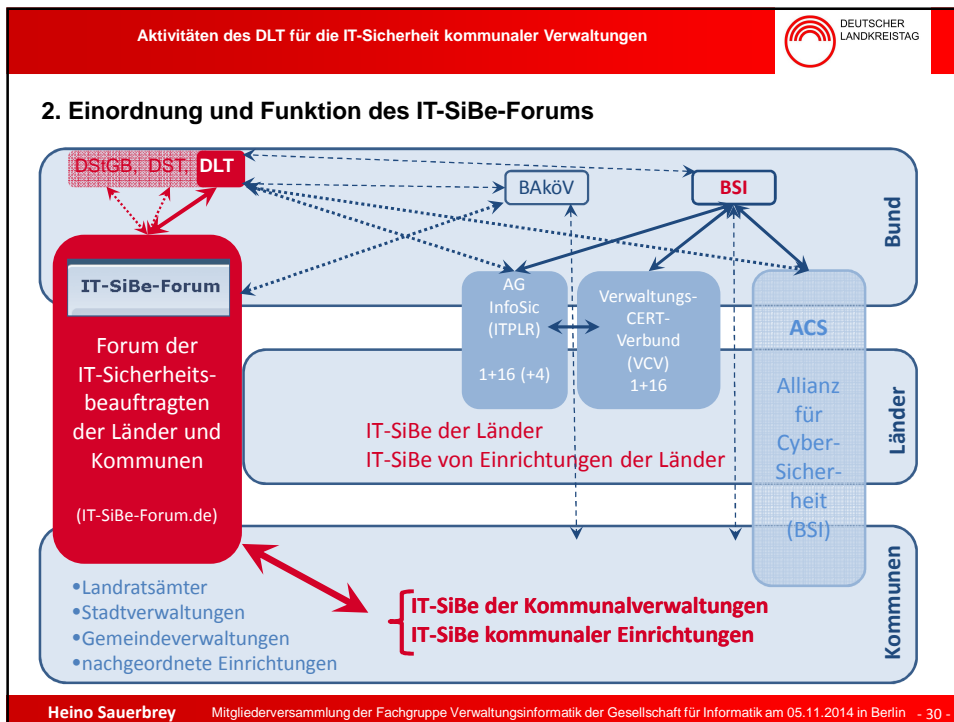 Aktivitäten des DLT für die IT-Sicherheit kommunaler Verwaltungen
DEUTSCHER
LANDKREISTAG
2. Einordnung und Funktion des IT-SiBe-Forums
DStGB, DST, DLT
BAköV
BSI
Bund
IT-SiBe-Forum
Forum der
IT-Sicherheits-
beauftragten
der Länder und
Kommunen
(IT-SiBe-Forum.de)
AG
InfoSic
(ITPLR)
1+16 (+4)
Verwaltungs-
CERT-
Verbund
(VCV)
1+16
ACS
Allianz
für
Cyber-
Sicher-
heit
(BSI)
Länder
IT-SiBe der Länder
IT-SiBe von Einrichtungen der Länder
Kommunen
•Landratsämter
•Stadtverwaltungen
•Gemeindeverwaltungen
•nachgeordnete Einrichtungen
IT-SiBe der Kommunalverwaltungen
IT-SiBe kommunaler Einrichtungen
Heino Sauerbrey Mitgliederversammlung der Fachgruppe Verwaltungsinformatik der Gesellschaft für Informatik am 05.11.2014 in Berlin - 30 -